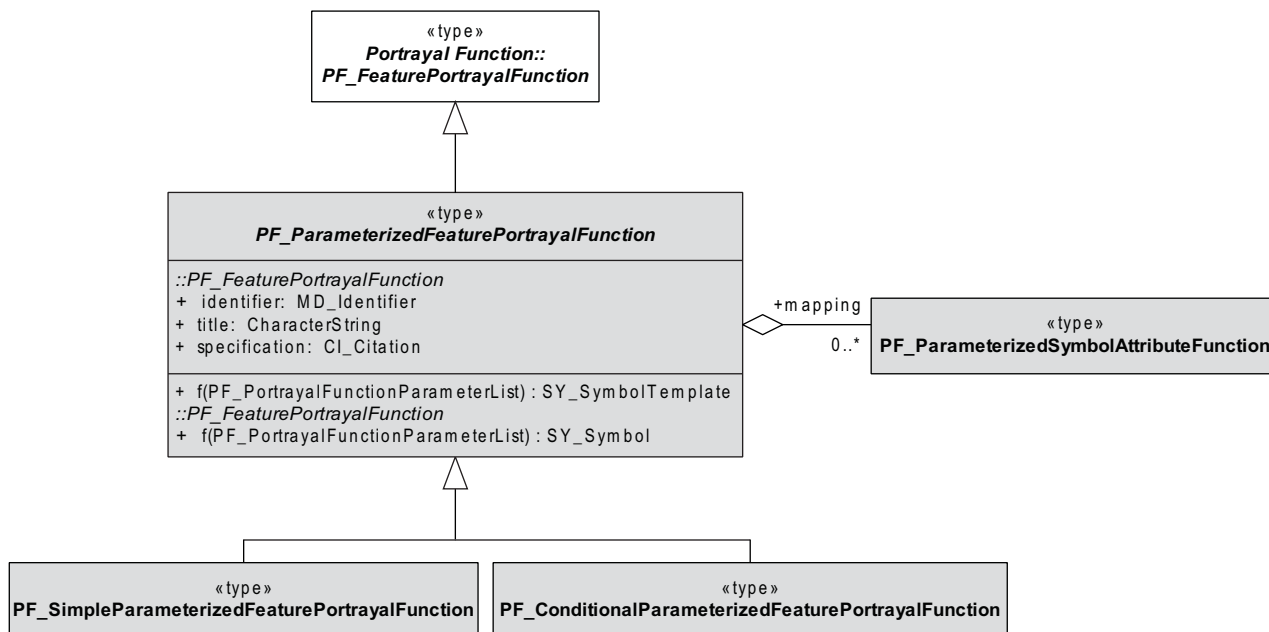 «type»
Portrayal Function::
PF_FeaturePortrayalFunction
«type»
PF_ParameterizedFeaturePortrayalFunction
::PF_FeaturePortrayalFunction
+ identifier: MD_Identifier
+ title: CharacterString
+ specification: CI_Citation
+ f(PF_PortrayalFunctionParameterList) : SY_SymbolTemplate
::PF_FeaturePortrayalFunction
+ f(PF_PortrayalFunctionParameterList) : SY_Symbol
+mapping
0..*
«type»
PF_ParameterizedSymbolAttributeFunction
«type»
PF_SimpleParameterizedFeaturePortrayalFunction
«type»
PF_ConditionalParameterizedFeaturePortrayalFunction